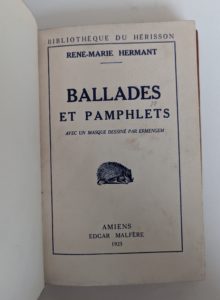 BIBLIOTHÈQUE DU HÉRISSON
RENÉ-MARIE HERMANT
BALLADES
ET PAMPHLETS
AVEC UN MASQUE DESSINÉ PAR ERMENGEM
AMIENS
EDGAR MALFÈRE
1923